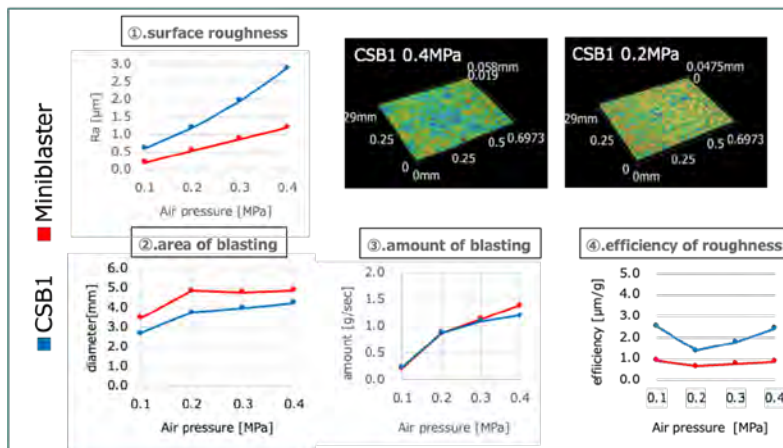 ①.surface roughness
3.0
2.5
2.0
1.5
1.0
0.5
0.0
Ra [μm]
0.1 0.2 0.3 0.4
Air pressure [MPa]
CSB1 0.4MPa
0.058mm
0.019
29mm
0.25
0
0mm
0.25
0.5
0.6973
CSB1 0.2MPa
0.0475mm
0
29mm
0.25
0
0mm
0.25
0.5
0.6973
Miniblaster
CSB1
②.area of blasting
6.0
5.0
4.0
3.0
2.0
1.0
0.0
diameter[mm]
0.1 0.2 0.3 0.4
Air pressure [MPa]
③.amount of blasting
2.0
1.5
1.0
0.5
0.0
amount [g/sec]
0.1 0.2 0.3 0.4
Air pressure [MPa]
④.efficiency of roughness
5.0
4.0
3.0
2.0
1.0
0.0
effiiciency [μm/g]
0.1 0.2 0.3 0.4
Air pressure [MPa]